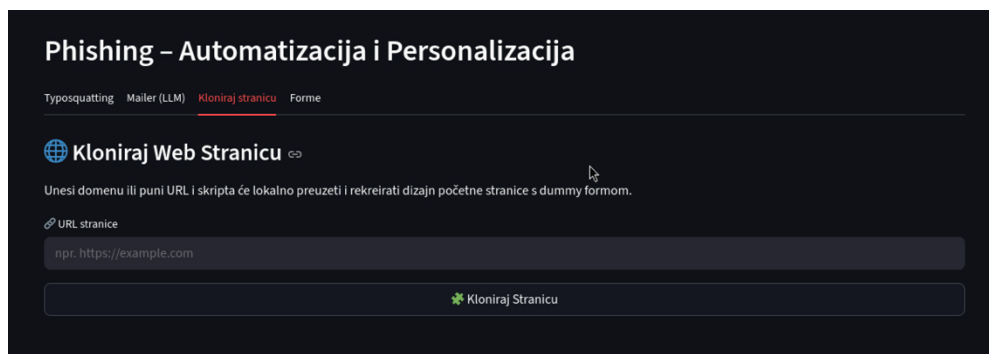 Phishing – Automatizacija i Personalizacija
Typosquatting Mailer (LLM) Kloniraj stranicu Forme
Kloniraj Web Stranicu
Unesi domenu ili puni URL i skripta će lokalno preuzeti i rekreirati dizajn početne stranice s dummy formom.
URL stranice
npr. https://example.com
Kloniraj Stranicu